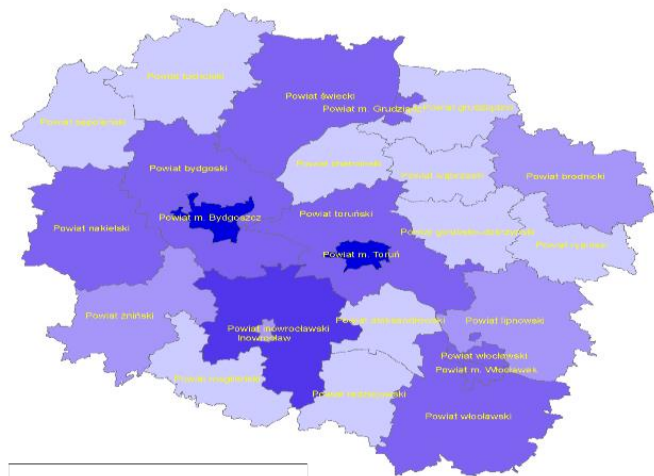 Powiat tucholski
Powiat świecki
Powiat m. Grudziądz
Powiat grudziądzki
Powiat sępoleński
Powiat chełmiński
Powiat wąbrzeski
Powiat brodnicki
Powiat bydgoski
Powiat m. Bydgoszcz
Powiat toruński
Powiat nakielski
Powiat golubsko-dobrzyński
Powiat rypiński
Powiat m. Toruń
Powiat żniński
Powiat inowrocławski
Inowrocław
Powiat aleksandrowski
Powiat lipnowski
Powiat włocławski
Powiat m. Włocławek
Powiat mogileński
Powiat radziejowski
Powiat włocławski